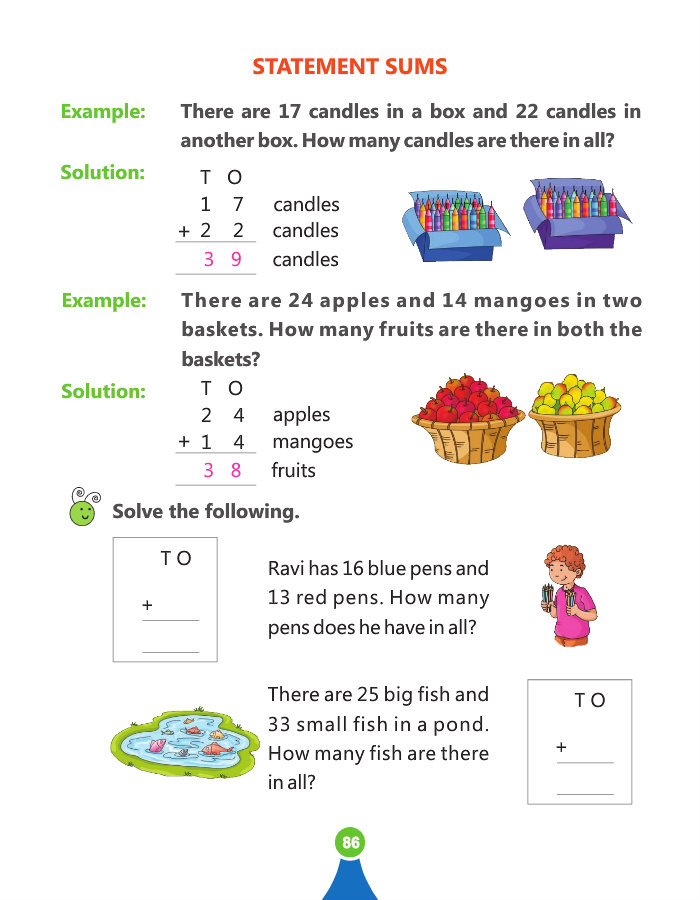 STATEMENT SUMS
Example: There are 17 candles in a box and 22 candles in
another box. How many candles are there in all?
Solution:
T O
1 7 candles
+ 2 2 candles
3 9 candles
Example: There are 24 apples and 14 mangoes in two
baskets. How many fruits are there in both the
baskets?
Solution:
T O
2 4 apples
+ 1 4 mangoes
3 8 fruits
Solve the following.
T O
+
Ravi has 16 blue pens and
13 red pens. How many
pens does he have in all?
There are 25 big fish and
33 small fish in a pond.
How many fish are there
in all?
T O
+
86